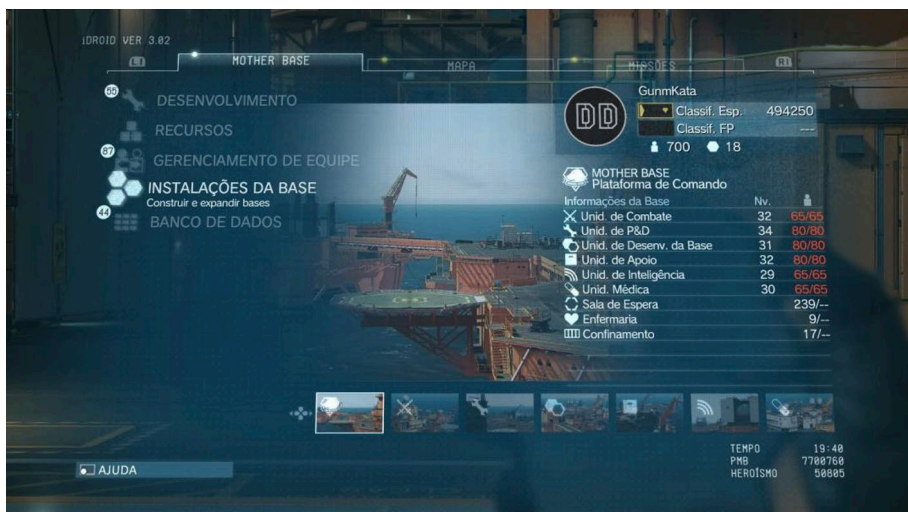 iDROID VER 3.02
L1
MOTHER BASE
MAPA
MISSÕES
R1
55
DESENVOLVIMENTO
RECURSOS
87
GERENCIAMENTO DE EQUIPE
INSTALAÇÕES DA BASE
Construir e expandir bases
44
BANCO DE DADOS
DD
GunmKata
Classif. Esp. 494250
Classif. FP ---
700 18
MOTHER BASE
Plataforma de Comando
Informações da Base Nv.
Unid. de Combate 32 65/65
Unid. de P&D 34 80/80
Unid. de Desenv. da Base 31 80/80
Unid. de Apoio 32 80/80
Unid. de Inteligência 29 65/65
Unid. Médica 30 65/65
Sala de Espera 239/--
Enfermaria 9/--
Confinamento 17/--
AJUDA
TEMPO 19:40
PMB 7700760
HEROÍSMO 50805